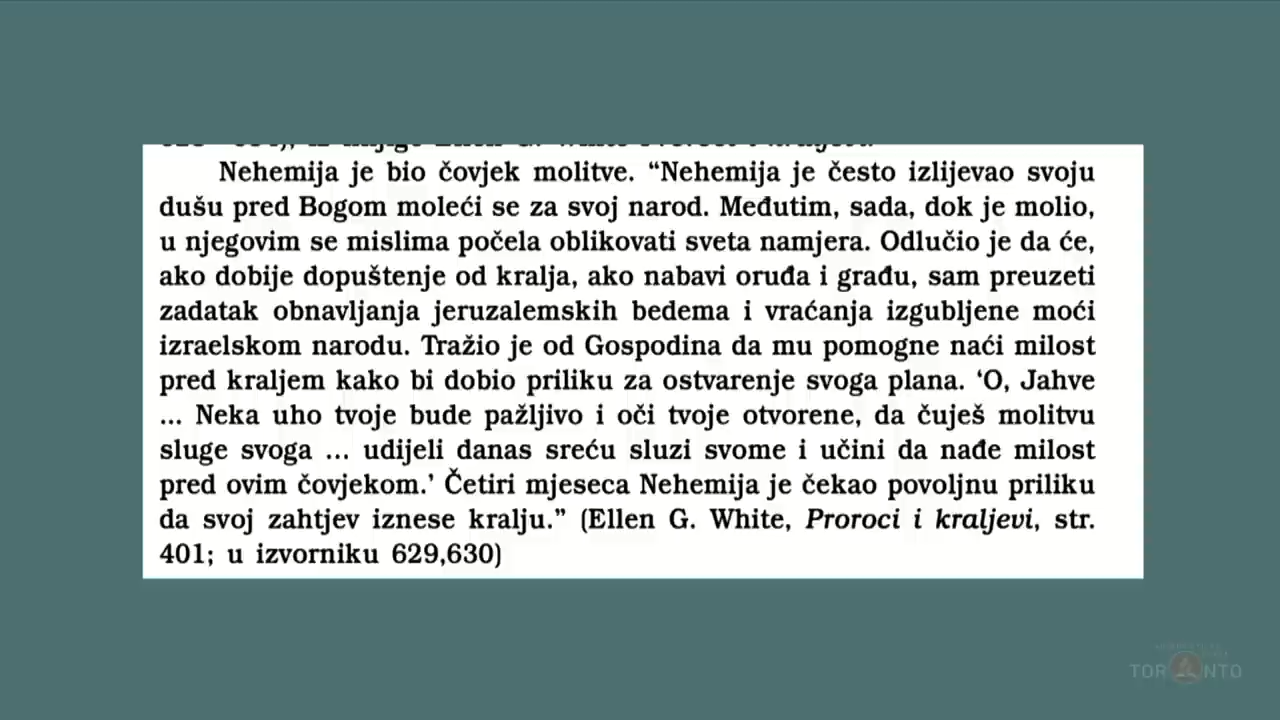 Nehemija je bio čovjek molitve. “Nehemija je često izlijevao svoju
dušu pred Bogom moleći se za svoj narod. Međutim, sada, dok je molio,
u njegovim se mislima počela oblikovati sveta namjera. Odlučio je da će,
ako dobije dopuštenje od kralja, ako nabavi oruđa i građu, sam preuzeti
zadatak obnavljanja jeruzalemskih bedema i vraćanja izgubljene moći
izraelskom narodu. Tražio je od Gospodina da mu pomogne naći milost
pred kraljem kako bi dobio priliku za ostvarenje svoga plana. ‘O, Jahve
... Neka uho tvoje bude pažljivo i oči tvoje otvorene, da čuješ molitvu
sluge svoga ... udijeli danas sreću sluzi svome i učini da nađe milost
pred ovim čovjekom.’ Četiri mjeseca Nehemija je čekao povoljnu priliku
da svoj zahtjev iznese kralju.” (Ellen G. White, Proroci i kraljevi, str.
401; u izvorniku 629,630)
TORONTO